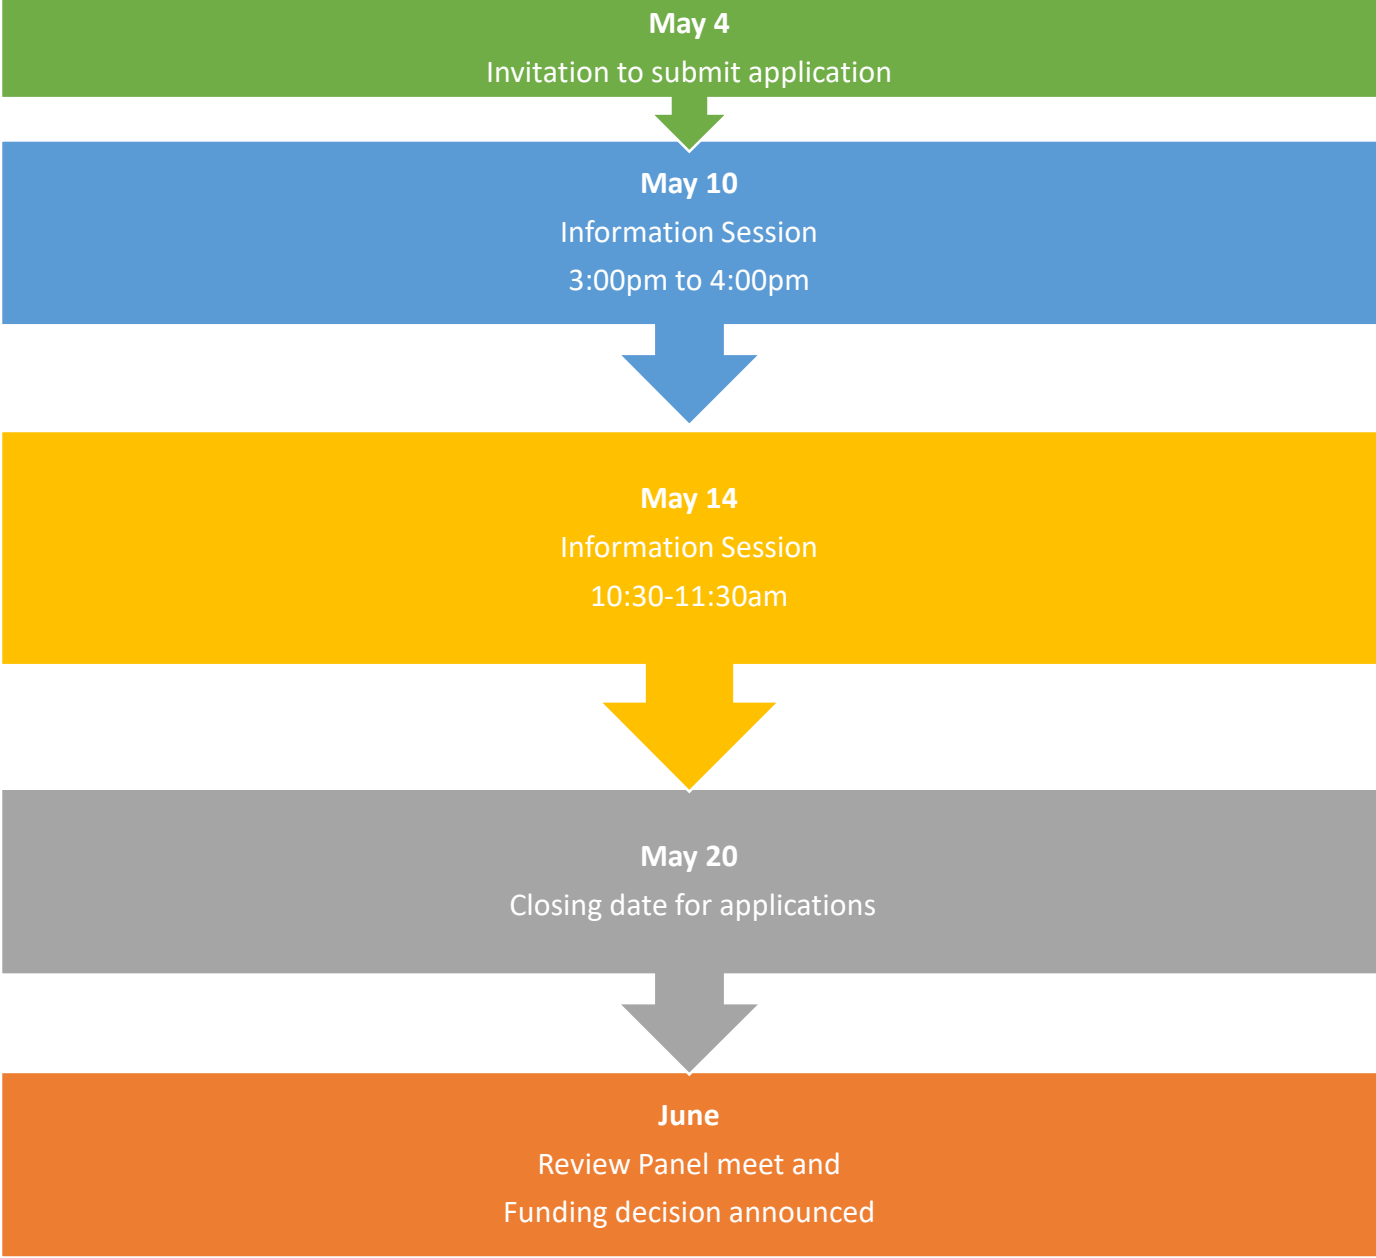 May 4
Invitation to submit application
May 10
Information Session
3:00pm to 4:00pm
May 14
Information Session
10:30-11:30am
May 20
Closing date for applications
June
Review Panel meet and
Funding decision announced